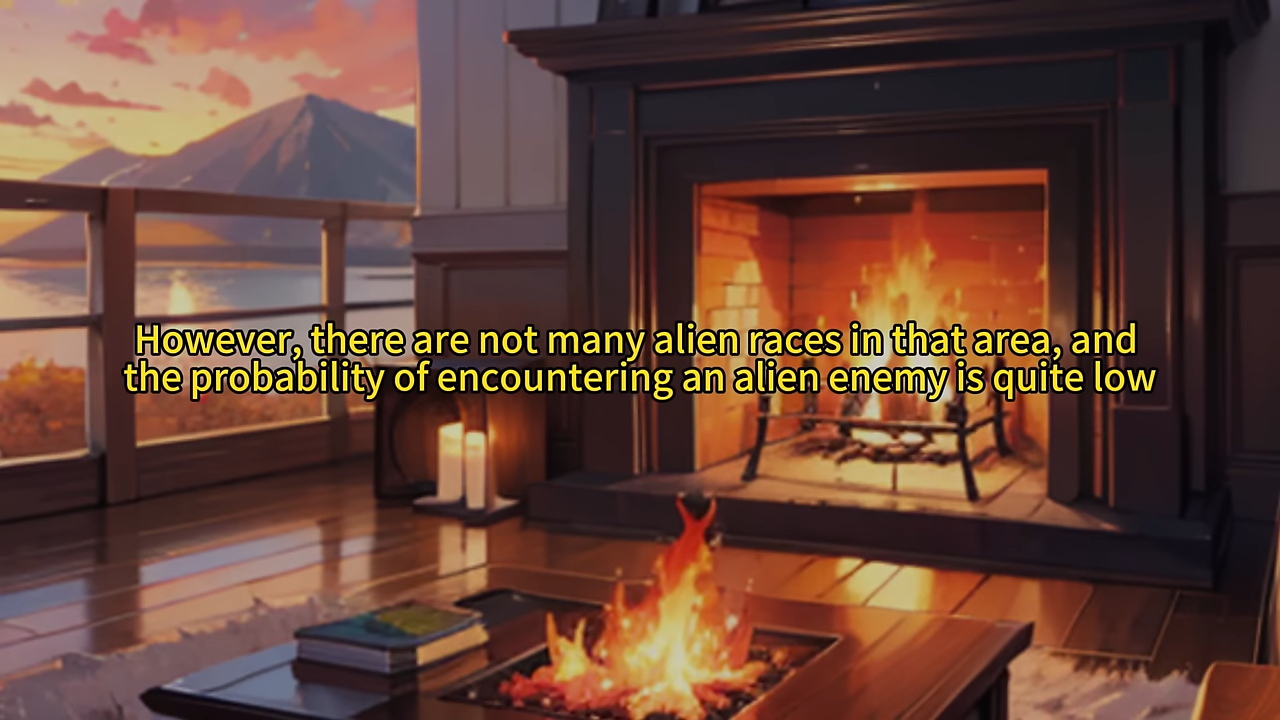 However, there are not many alien races in that area, and
the probability of encountering an alien enemy is quite low